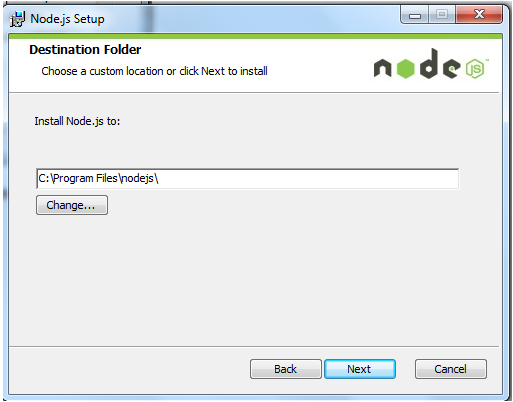 Node.js Setup
Destination Folder
Choose a custom location or click Next to install
node JS™
Install Node.js to:
C:\Program Files\nodejs\
Change...
Back Next Cancel